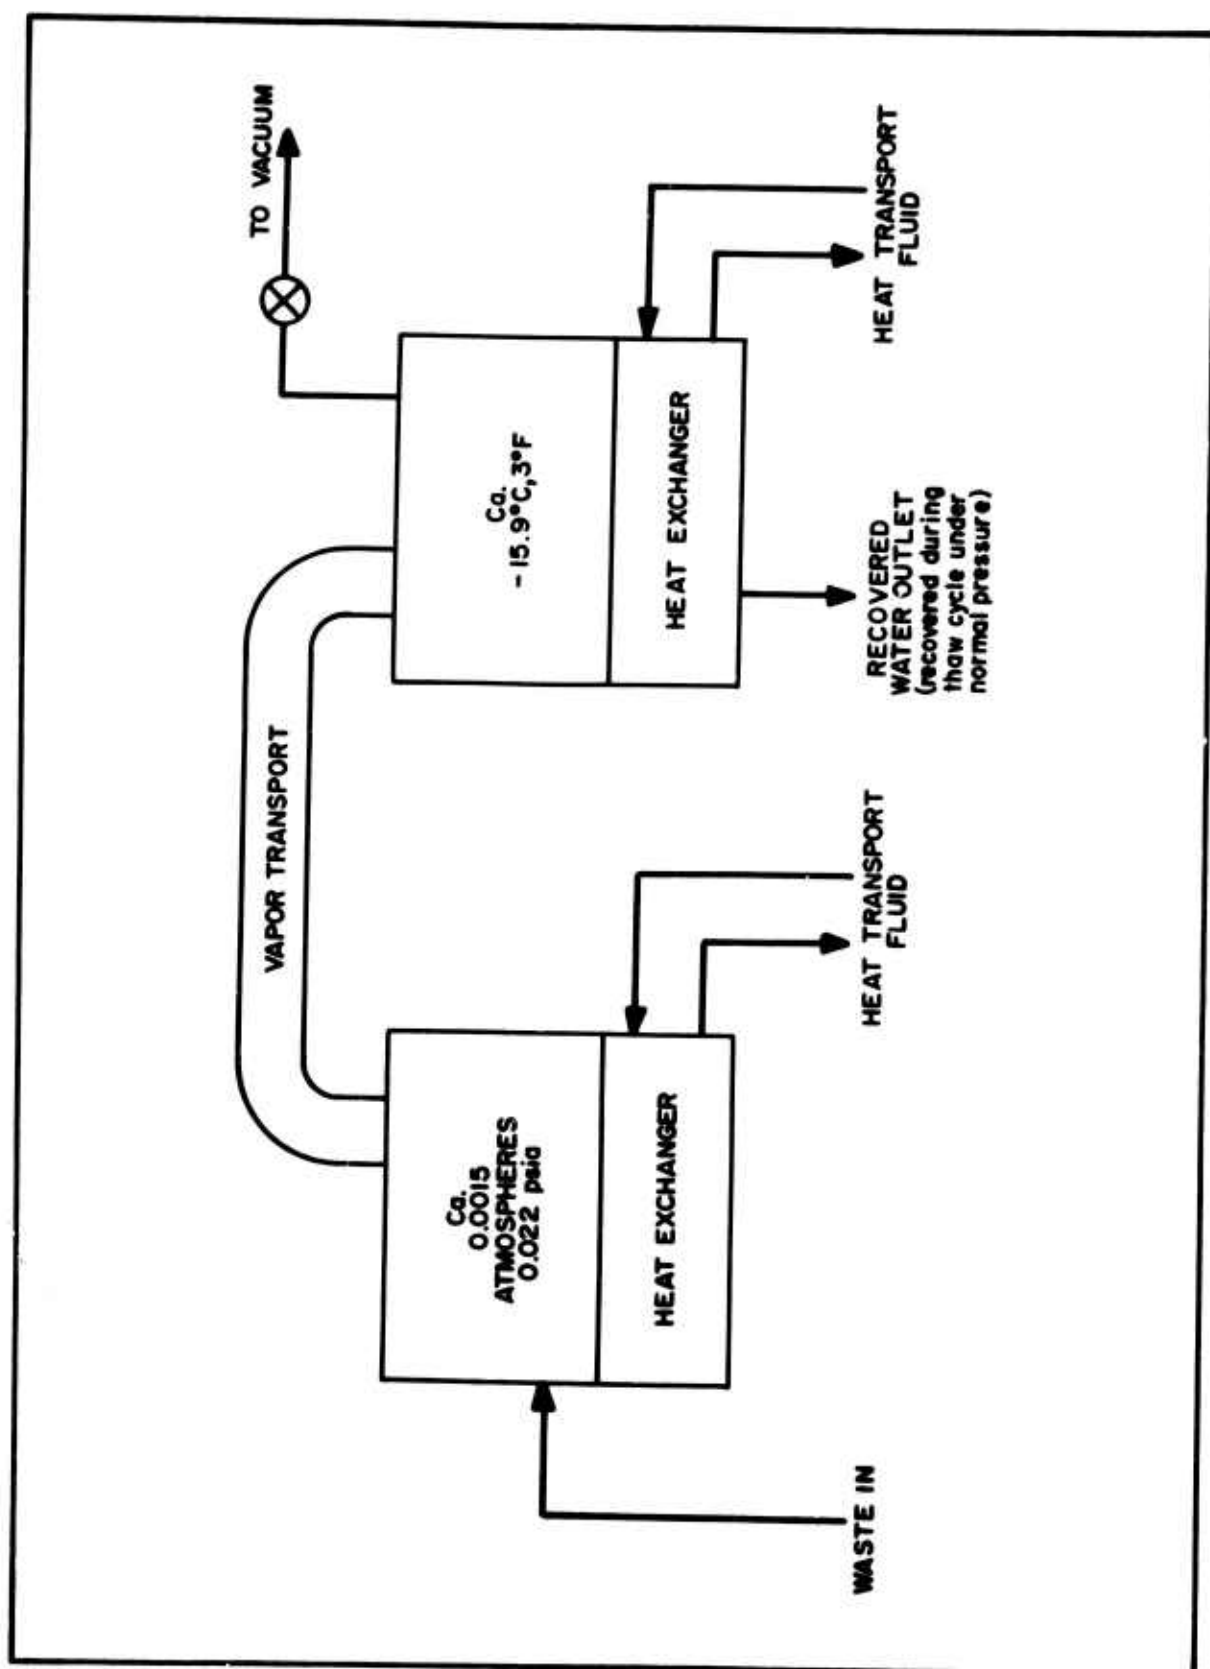 WASTE IN
Ca.
0.0015
ATMOSPHERES
0.022 psia
HEAT EXCHANGER
HEAT TRANSPORT
FLUID
VAPOR TRANSPORT
Ca.
-15.9°C, 3°F
HEAT EXCHANGER
RECOVERED
WATER OUTLET
(recovered during
thaw cycle under
normal pressure)
HEAT TRANSPORT
FLUID
TO VACUUM